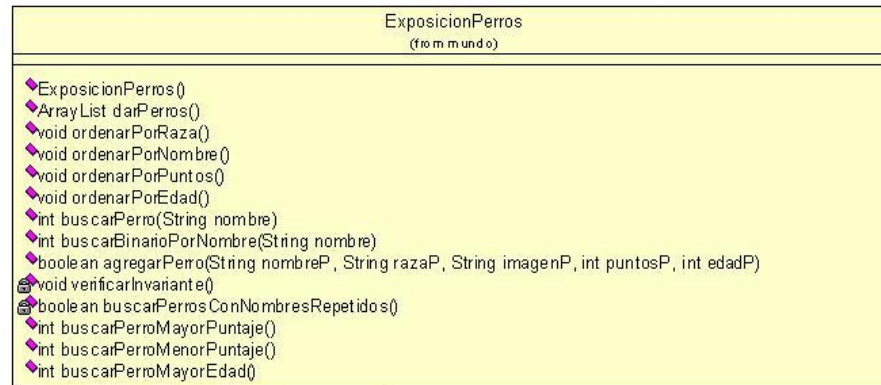 ExposicionPerros
(from mundo)
ExposicionPerros()
ArrayList darPerros()
void ordenarPorRaza()
void ordenarPorNombre()
void ordenarPorPuntos()
void ordenarPorEdad()
int buscarPerro(String nombre)
int buscarBinarioPorNombre(String nombre)
boolean agregarPerro(String nombreP, String razaP, String imagenP, int puntosP, int edadP)
void verificarInvariante()
boolean buscarPerrosConNombresRepetidos()
int buscarPerroMayorPuntaje()
int buscarPerroMenorPuntaje()
int buscarPerroMayorEdad()